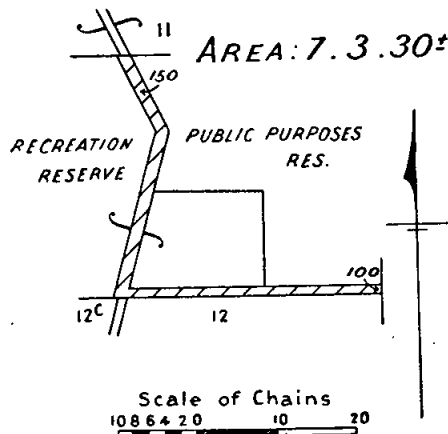 11
AREA: 7.3.30±
150
RECREATION RESERVE
PUBLIC PURPOSES RES.
100
12C
12
Scale of Chains
10 8 6 4 2 0 10 20